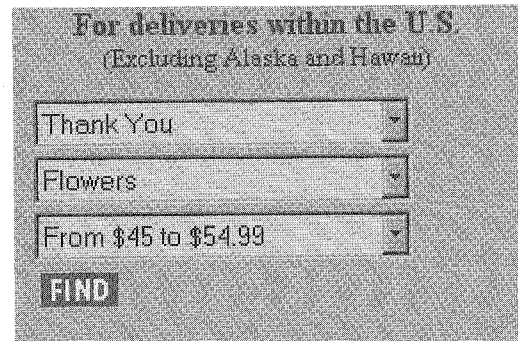 For deliveries within the U.S.
(Excluding Alaska and Hawaii)
Thank You
Flowers
From $45 to $54.99
FIND